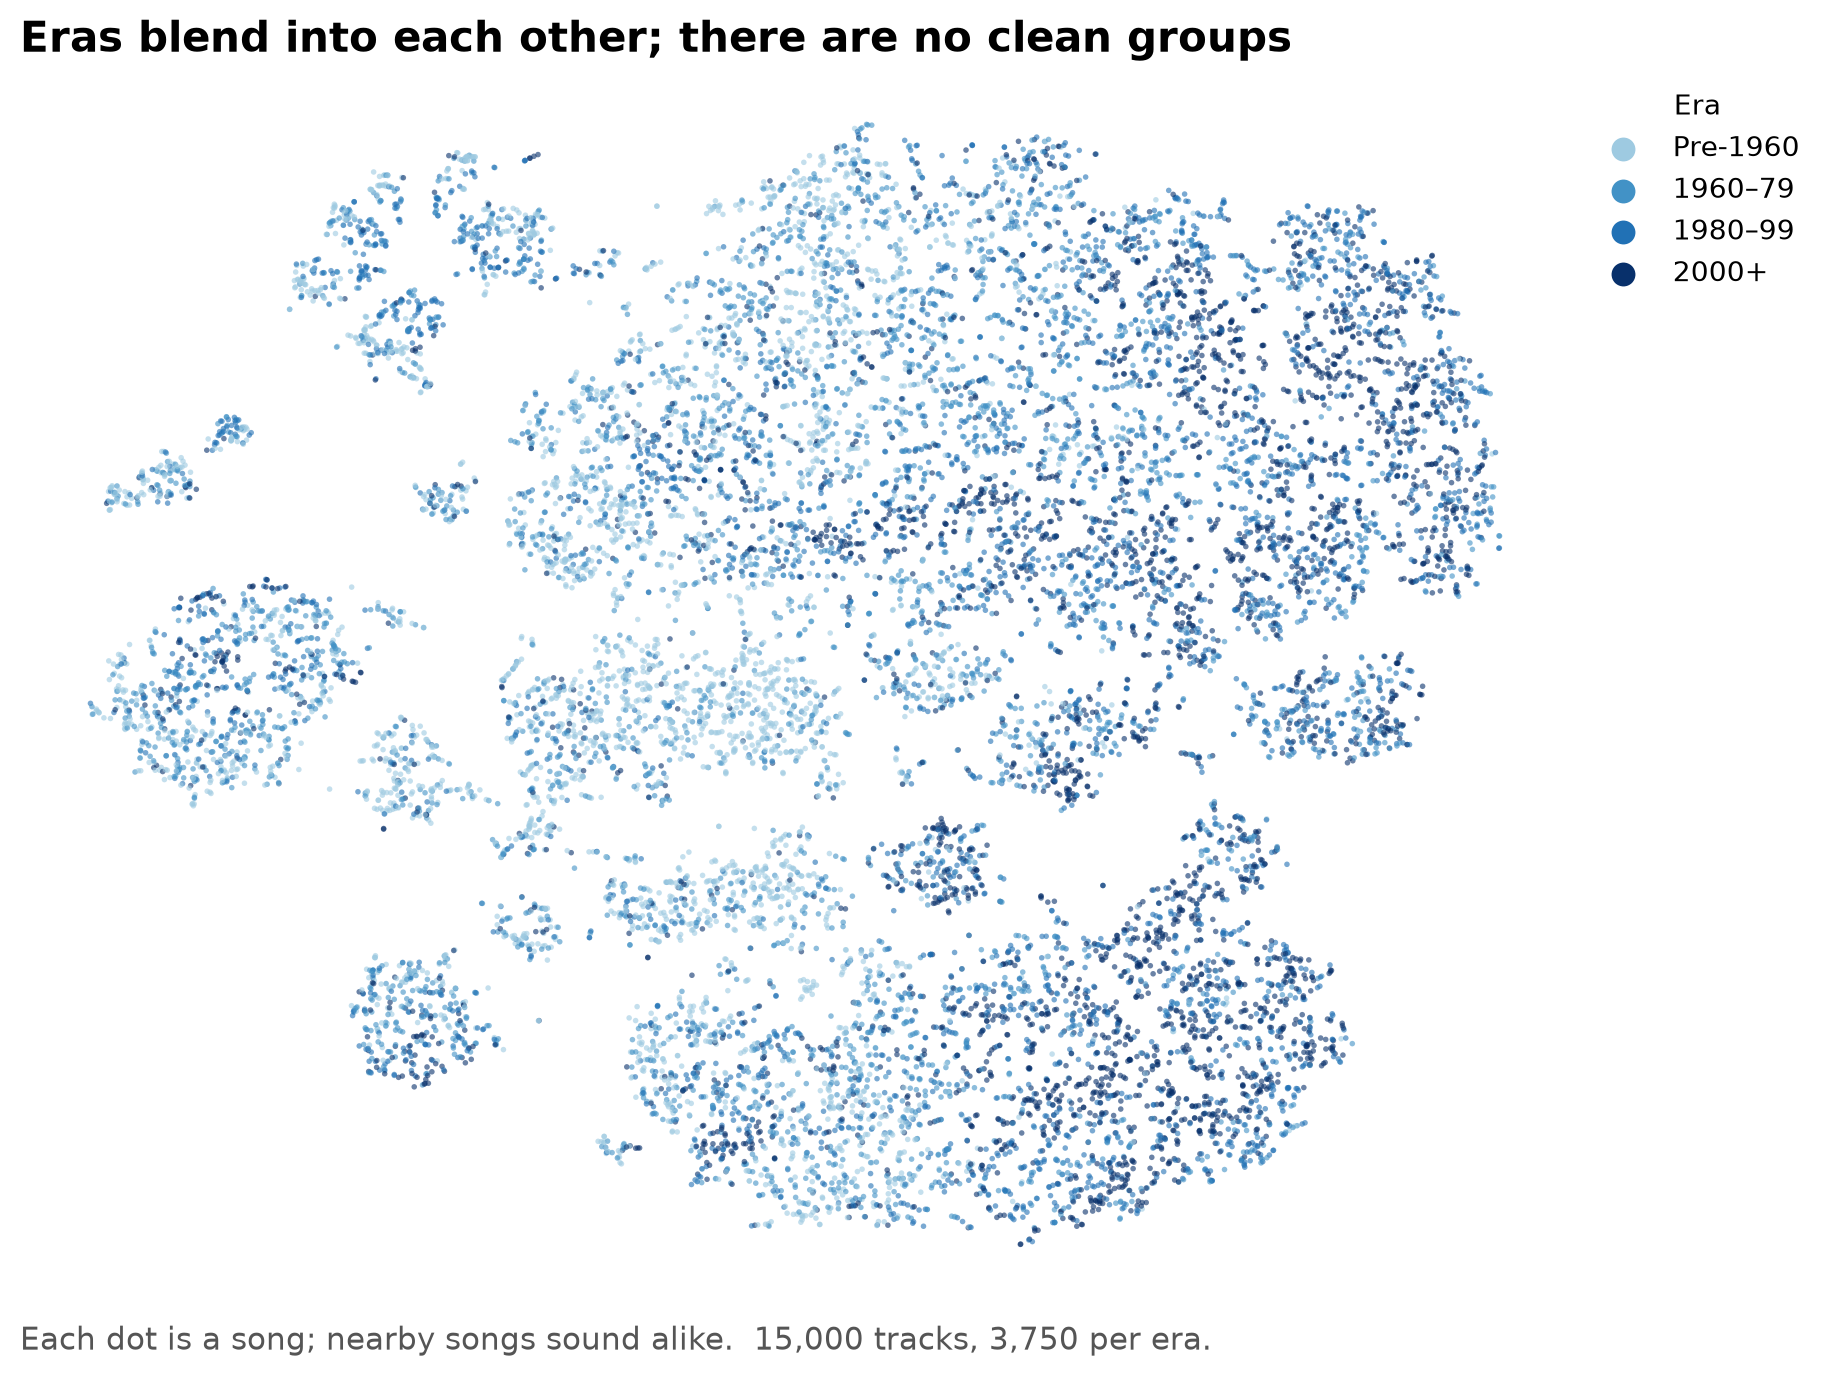 Eras blend into each other; there are no clean groups
Era
Pre-1960
1960–79
1980–99
2000+
Each dot is a song; nearby songs sound alike.  15,000 tracks, 3,750 per era.